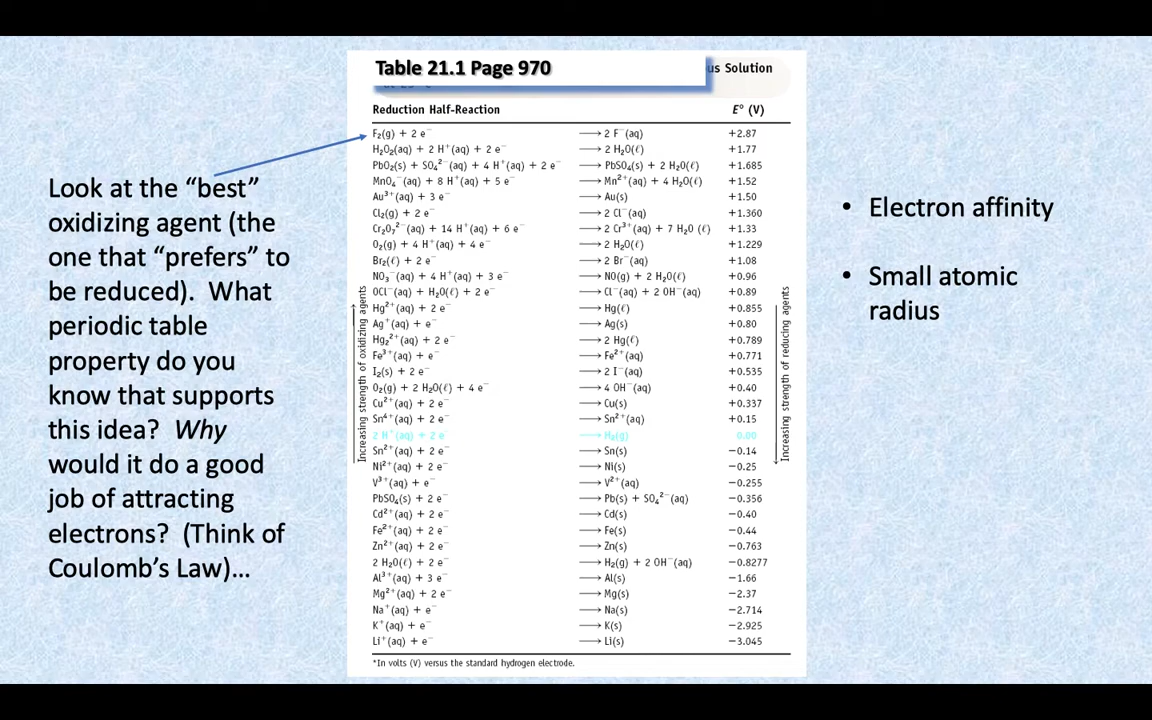 Table 21.1 Page 970
us Solution
Reduction Half-Reaction E° (V)
F₂(g) + 2 e⁻ ⟶ 2 F⁻(aq) +2.87
H₂O₂(aq) + 2 H⁺(aq) + 2 e⁻ ⟶ 2 H₂O(ℓ) +1.77
PbO₂(s) + SO₄²⁻(aq) + 4 H⁺(aq) + 2 e⁻ ⟶ PbSO₄(s) + 2 H₂O(ℓ) +1.685
MnO₄⁻(aq) + 8 H⁺(aq) + 5 e⁻ ⟶ Mn²⁺(aq) + 4 H₂O(ℓ) +1.52
Au³⁺(aq) + 3 e⁻ ⟶ Au(s) +1.50
Cl₂(g) + 2 e⁻ ⟶ 2 Cl⁻(aq) +1.360
Cr₂O₇²⁻(aq) + 14 H⁺(aq) + 6 e⁻ ⟶ 2 Cr³⁺(aq) + 7 H₂O (ℓ) +1.33
O₂(g) + 4 H⁺(aq) + 4 e⁻ ⟶ 2 H₂O(ℓ) +1.229
Br₂(ℓ) + 2 e⁻ ⟶ 2 Br⁻(aq) +1.08
NO₃⁻(aq) + 4 H⁺(aq) + 3 e⁻ ⟶ NO(g) + 2 H₂O(ℓ) +0.96
OCl⁻(aq) + H₂O(ℓ) + 2 e⁻ ⟶ Cl⁻(aq) + 2 OH⁻(aq) +0.89
Hg²⁺(aq) + 2 e⁻ ⟶ Hg(ℓ) +0.855
Ag⁺(aq) + e⁻ ⟶ Ag(s) +0.80
Hg₂²⁺(aq) + 2 e⁻ ⟶ 2 Hg(ℓ) +0.789
Fe³⁺(aq) + e⁻ ⟶ Fe²⁺(aq) +0.771
I₂(s) + 2 e⁻ ⟶ 2 I⁻(aq) +0.535
O₂(g) + 2 H₂O(ℓ) + 4 e⁻ ⟶ 4 OH⁻(aq) +0.40
Cu²⁺(aq) + 2 e⁻ ⟶ Cu(s) +0.337
Sn⁴⁺(aq) + 2 e⁻ ⟶ Sn²⁺(aq) +0.15
2 H⁺(aq) + 2 e⁻ ⟶ H₂(g) 0.00
Sn²⁺(aq) + 2 e⁻ ⟶ Sn(s) −0.14
Ni²⁺(aq) + 2 e⁻ ⟶ Ni(s) −0.25
V³⁺(aq) + e⁻ ⟶ V²⁺(aq) −0.255
PbSO₄(s) + 2 e⁻ ⟶ Pb(s) + SO₄²⁻(aq) −0.356
Cd²⁺(aq) + 2 e⁻ ⟶ Cd(s) −0.40
Fe²⁺(aq) + 2 e⁻ ⟶ Fe(s) −0.44
Zn²⁺(aq) + 2 e⁻ ⟶ Zn(s) −0.763
2 H₂O(ℓ) + 2 e⁻ ⟶ H₂(g) + 2 OH⁻(aq) −0.8277
Al³⁺(aq) + 3 e⁻ ⟶ Al(s) −1.66
Mg²⁺(aq) + 2 e⁻ ⟶ Mg(s) −2.37
Na⁺(aq) + e⁻ ⟶ Na(s) −2.714
K⁺(aq) + e⁻ ⟶ K(s) −2.925
Li⁺(aq) + e⁻ ⟶ Li(s) −3.045
*In volts (V) versus the standard hydrogen electrode.
Increasing strength of oxidizing agents
Increasing strength of reducing agents
Look at the “best”
oxidizing agent (the
one that “prefers” to
be reduced). What
periodic table
property do you
know that supports
this idea? Why
would it do a good
job of attracting
electrons? (Think of
Coulomb’s Law)…
• Electron affinity
• Small atomic
radius